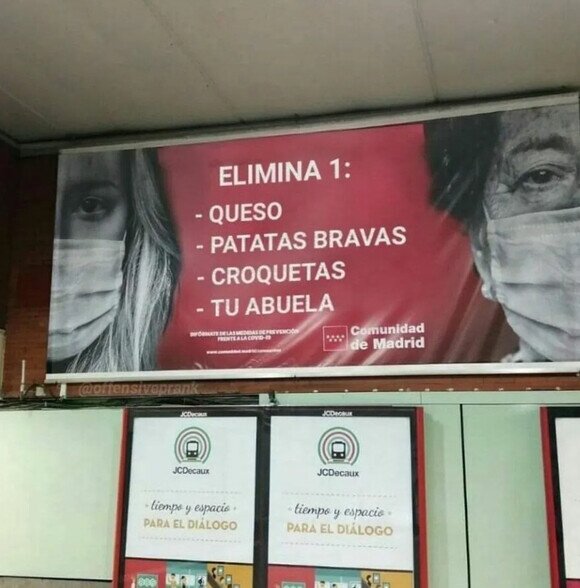 ELIMINA 1:
- QUESO
- PATATAS BRAVAS
- CROQUETAS
- TU ABUELA
INFÓRMATE DE LAS MEDIDAS DE PREVENCIÓN
FRENTE A LA COVID-19
Comunidad
de Madrid
@offensiveprank
JCDecaux
JCDecaux
tiempo y espacio
PARA EL DIÁLOGO
JCDecaux
JCDecaux
tiempo y espacio
PARA EL DIÁLOGO